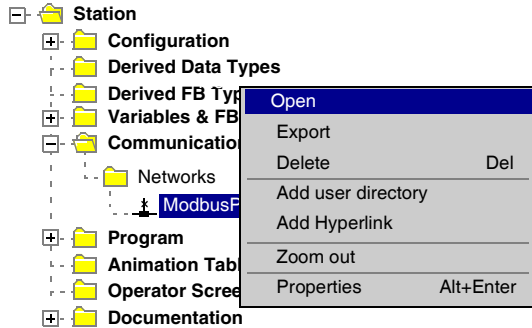 Station
Configuration
Derived Data Types
Derived FB Typ
Variables & FB
Communication
Networks
ModbusP
Program
Animation Tabl
Operator Scree
Documentation
Open
Export
Delete Del
Add user directory
Add Hyperlink
Zoom out
Properties Alt+Enter